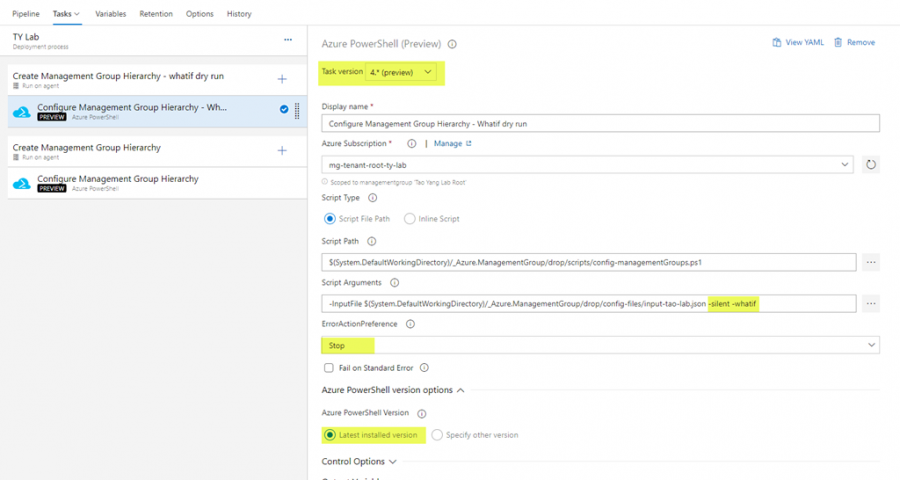 Pipeline Tasks Variables Retention Options History
TY Lab
Deployment process
Create Management Group Hierarchy - whatif dry run
Run on agent
Configure Management Group Hierarchy - Wh...
PREVIEW Azure PowerShell
Create Management Group Hierarchy
Run on agent
Configure Management Group Hierarchy
PREVIEW Azure PowerShell
Azure PowerShell (Preview)
View YAML Remove
Task version 4.* (preview)
Display name *
Configure Management Group Hierarchy - Whatif dry run
Azure Subscription * | Manage
mg-tenant-root-ty-lab
Scoped to managementgroup 'Tao Yang Lab Root'
Script Type
Script File Path Inline Script
Script Path
$(System.DefaultWorkingDirectory)/_Azure.ManagementGroup/drop/scripts/config-managementGroups.ps1
Script Arguments
-InputFile $(System.DefaultWorkingDirectory)/_Azure.ManagementGroup/drop/config-files/input-tao-lab.json -silent -whatif
ErrorActionPreference
Stop
Fail on Standard Error
Azure PowerShell version options
Azure PowerShell Version
Latest installed version Specify other version
Control Options